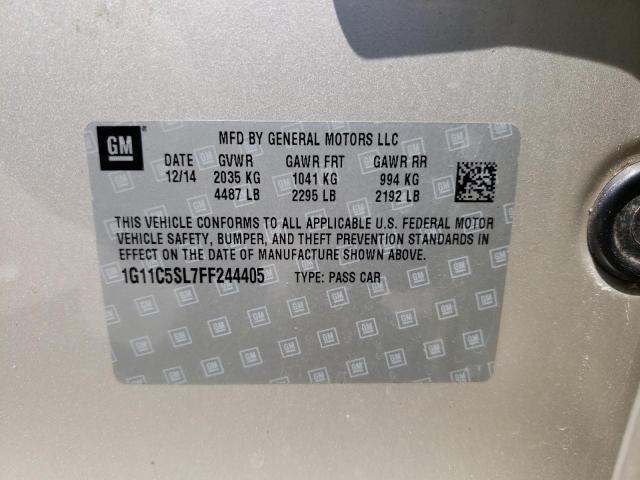 GM
MFD BY GENERAL MOTORS LLC
DATE GVWR GAWR FRT GAWR RR
12/14 2035 KG 1041 KG 994 KG
4487 LB 2295 LB 2192 LB
THIS VEHICLE CONFORMS TO ALL APPLICABLE U.S. FEDERAL MOTOR
VEHICLE SAFETY, BUMPER, AND THEFT PREVENTION STANDARDS IN
EFFECT ON THE DATE OF MANUFACTURE SHOWN ABOVE.
1G11C5SL7FF244405 TYPE: PASS CAR